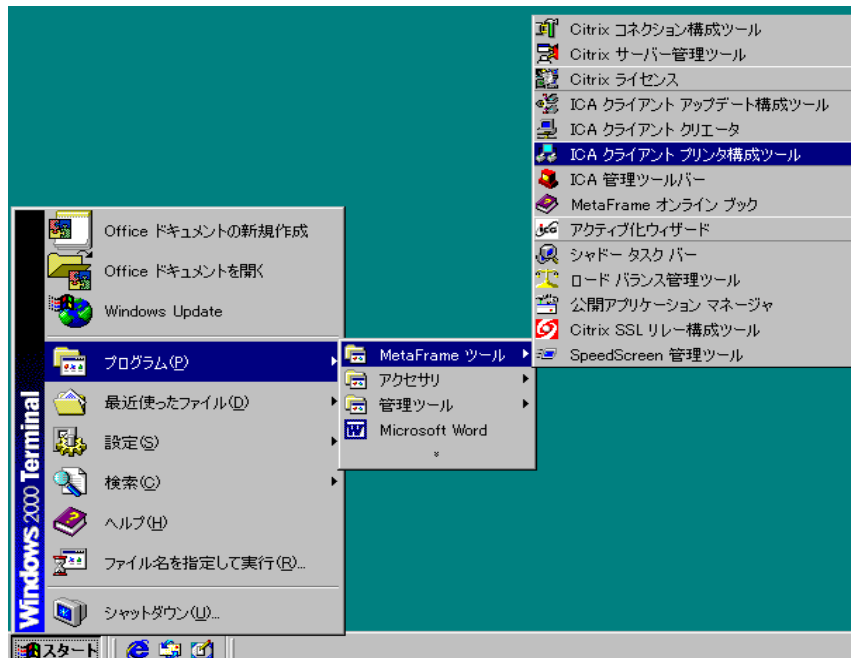 Citrix コネクション構成ツール
Citrix サーバー管理ツール
Citrix ライセンス
ICA クライアント アップデート構成ツール
ICA クライアント クリエータ
ICA クライアント プリンタ構成ツール
ICA 管理ツールバー
MetaFrame オンライン ブック
アクティブ化ウィザード
シャドー タスク バー
ロード バランス管理ツール
公開アプリケーション マネージャ
Citrix SSL リレー構成ツール
SpeedScreen 管理ツール
MetaFrame ツール
アクセサリ
管理ツール
Microsoft Word
Office ドキュメントの新規作成
Office ドキュメントを開く
Windows Update
プログラム(P)
最近使ったファイル(D)
設定(S)
検索(C)
ヘルプ(H)
ファイル名を指定して実行(R)...
シャットダウン(U)...
Windows 2000 Terminal
スタート